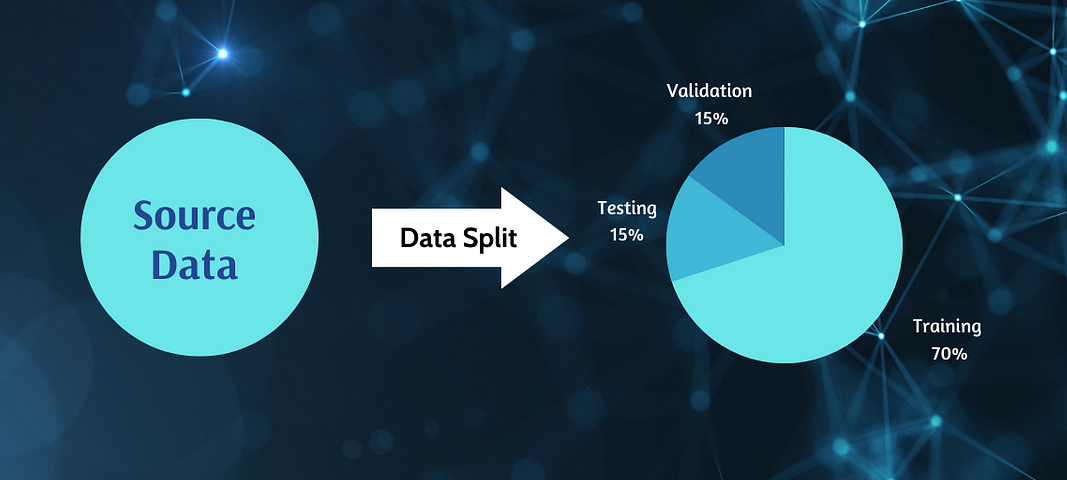 Source
Data
Data Split
Validation
15%
Testing
15%
Training
70%